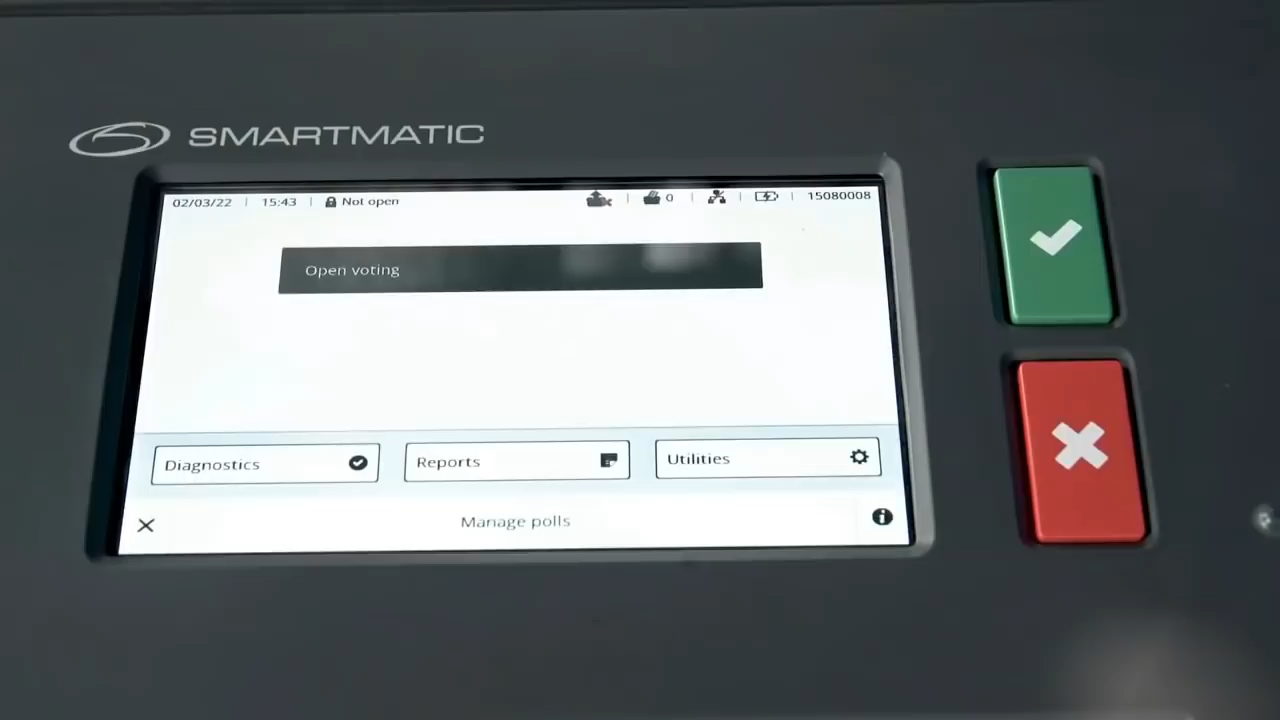 SMARTMATIC
02/03/22 | 15:43 | Not open 0 15080008
Open voting
Diagnostics Reports Utilities
Manage polls